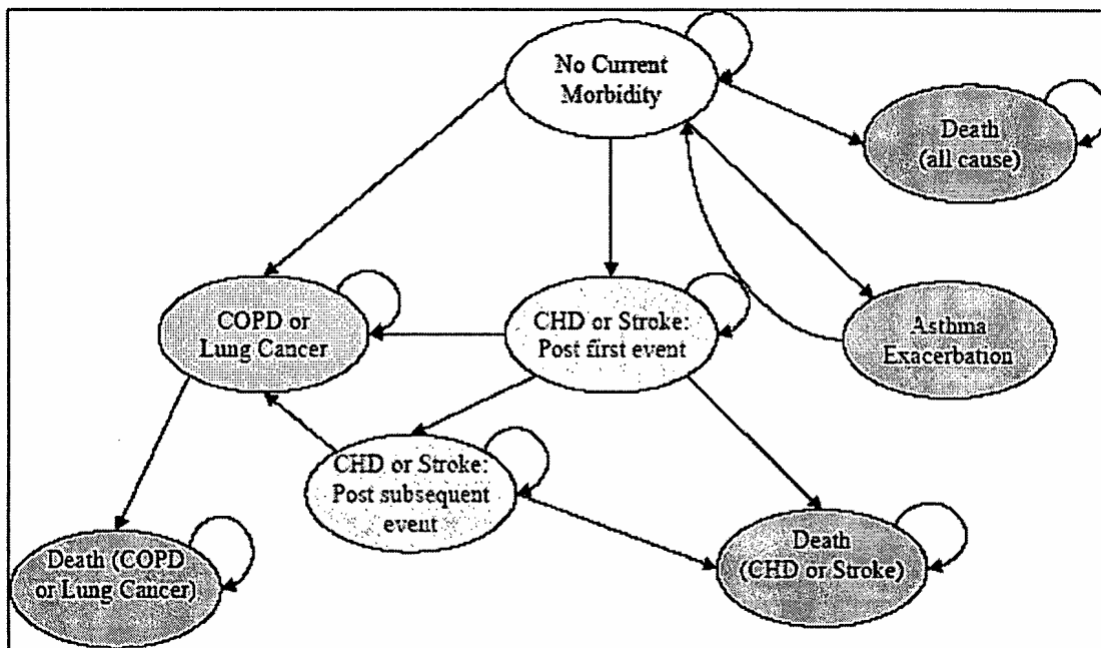 No Current
Morbidity
Death
(all cause)
COPD or
Lung Cancer
CHD or Stroke:
Post first event
Asthma
Exacerbation
CHD or Stroke:
Post subsequent
event
Death (COPD
or Lung Cancer)
Death
(CHD or Stroke)